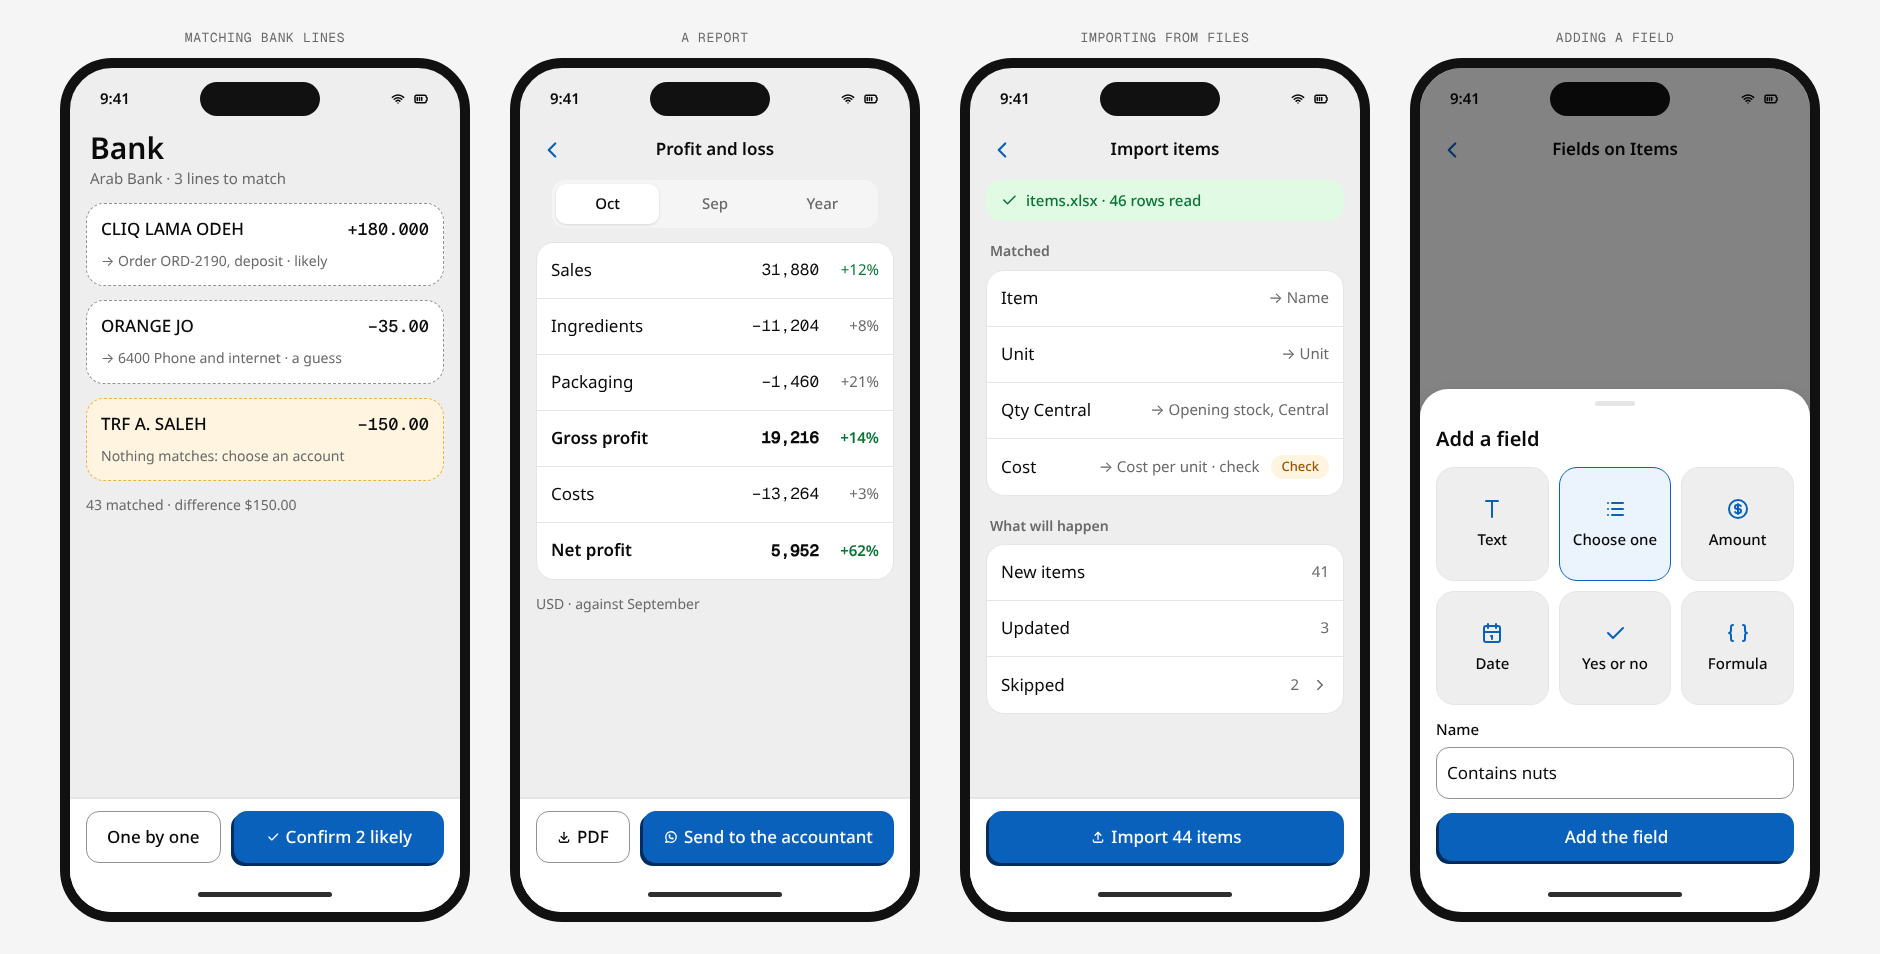 MATCHING BANK LINES
9:41
Bank
Arab Bank · 3 lines to match
CLIQ LAMA ODEH +180.000
→ Order ORD-2190, deposit · likely
ORANGE JO −35.00
→ 6400 Phone and internet · a guess
TRF A. SALEH −150.00
Nothing matches: choose an account
43 matched · difference $150.00
One by one
Confirm 2 likely
A REPORT
9:41
Profit and loss
Oct Sep Year
Sales 31,880 +12%
Ingredients −11,204 +8%
Packaging −1,460 +21%
Gross profit 19,216 +14%
Costs −13,264 +3%
Net profit 5,952 +62%
USD · against September
PDF
Send to the accountant
IMPORTING FROM FILES
9:41
Import items
items.xlsx · 46 rows read
Matched
Item → Name
Unit → Unit
Qty Central → Opening stock, Central
Cost → Cost per unit · check Check
What will happen
New items 41
Updated 3
Skipped 2
Import 44 items
ADDING A FIELD
9:41
Fields on Items
Add a field
Text Choose one Amount
Date Yes or no Formula
Name
Contains nuts
Add the field